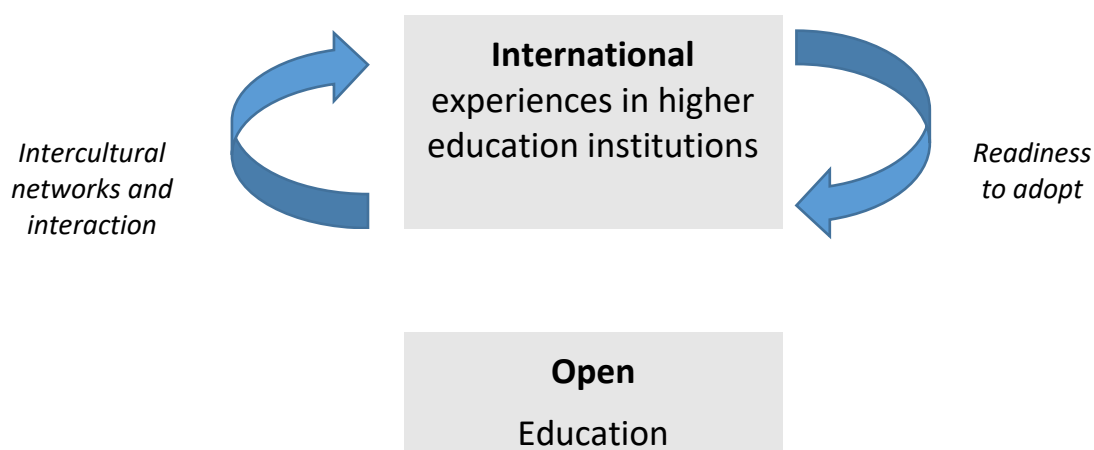 International
experiences in higher
education institutions
Intercultural
networks and
interaction
Readiness
to adopt
Open
Education